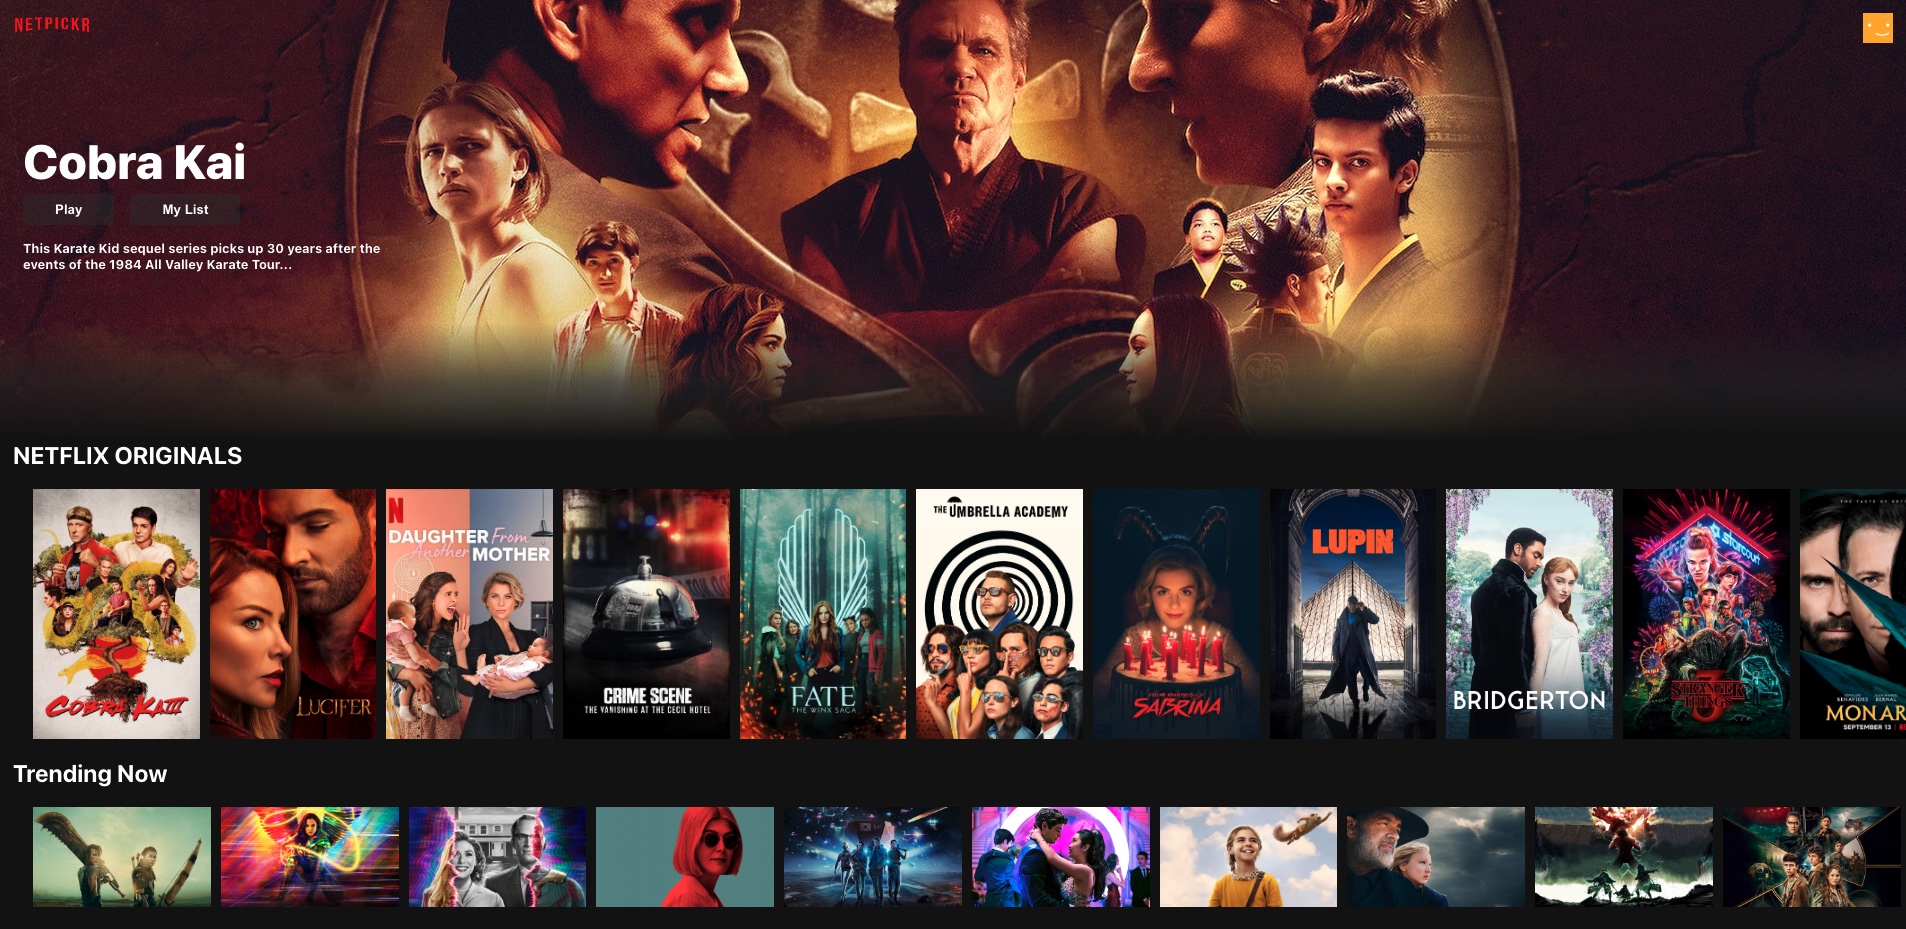 NETPICKR
Cobra Kai
Play
My List
This Karate Kid sequel series picks up 30 years after the
events of the 1984 All Valley Karate Tour...
NETFLIX ORIGINALS
COBRA KAI III
LUCIFER
N
DAUGHTER From
Another MOTHER
CRIME SCENE
THE VANISHING AT THE CECIL HOTEL
FATE
THE WINX SAGA
THE UMBRELLA ACADEMY
SABRINA
LUPIN
BRIDGERTON
starcourt
STRANGER
THINGS
3
MONAR
SEPTEMBER 13
Trending Now